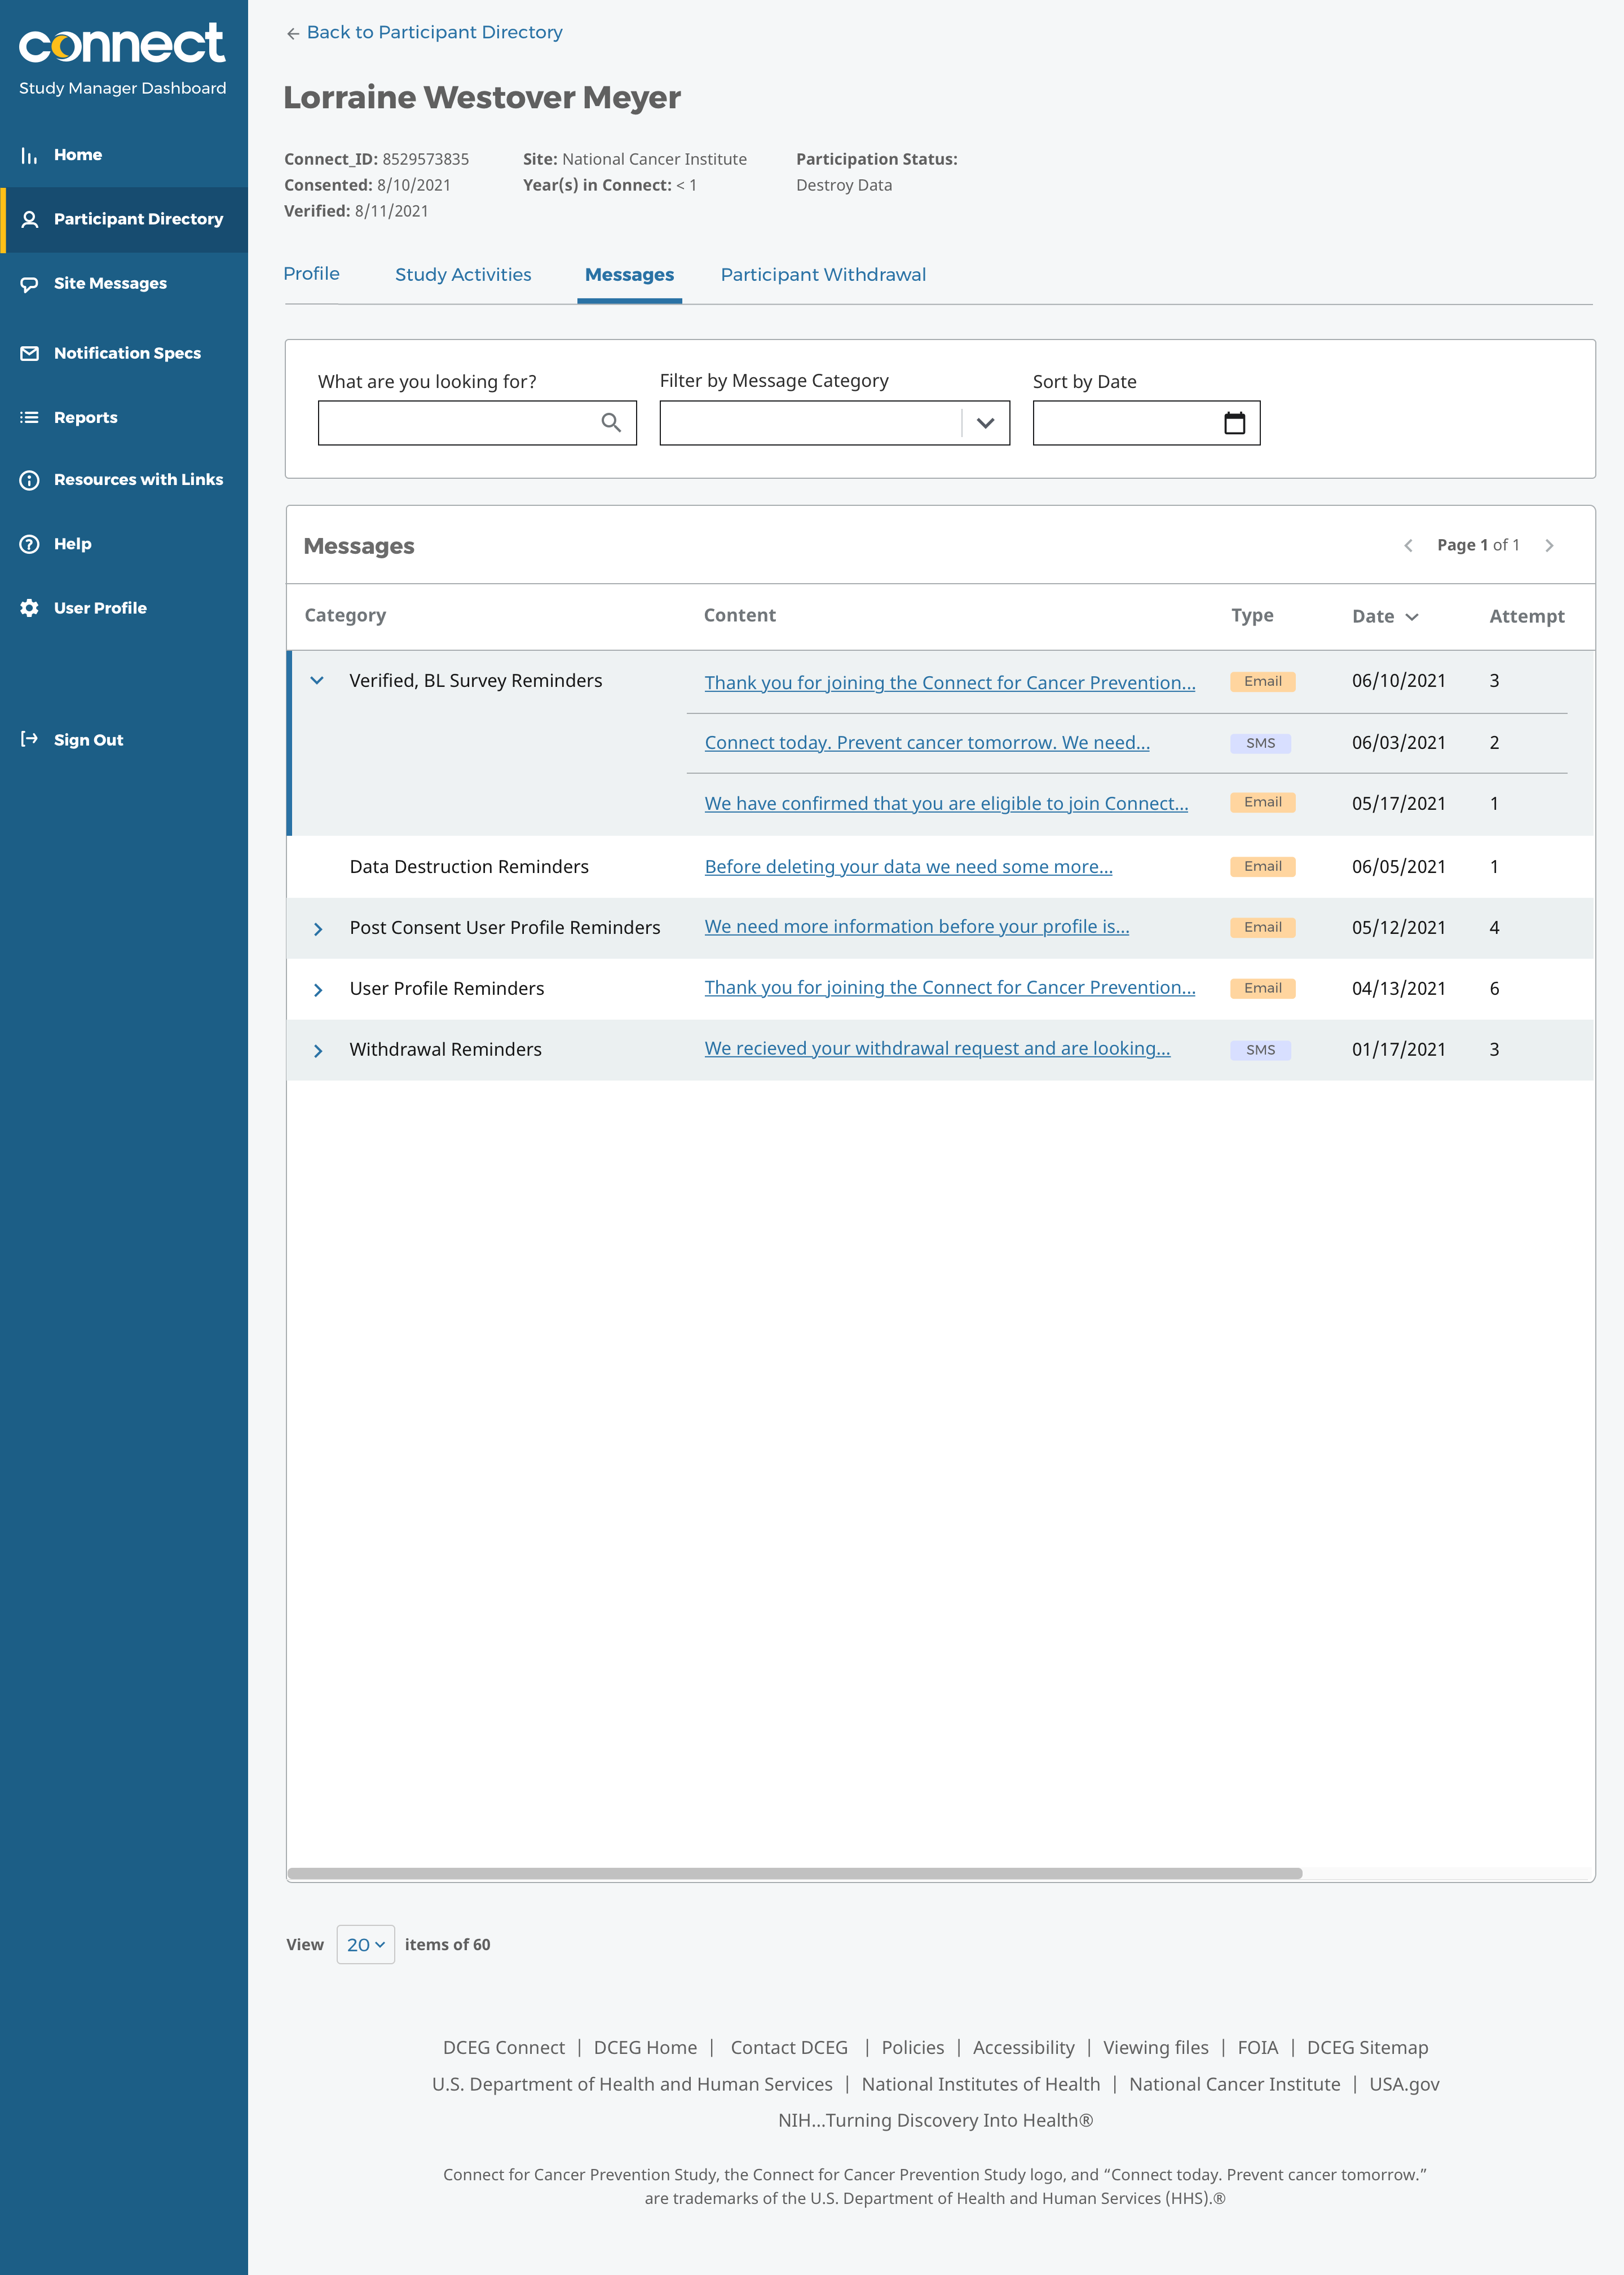 connect
Study Manager Dashboard
Home
Participant Directory
Site Messages
Notification Specs
Reports
Resources with Links
Help
User Profile
Sign Out
Back to Participant Directory
Lorraine Westover Meyer
Connect_ID: 8529573835
Consented: 8/10/2021
Verified: 8/11/2021
Site: National Cancer Institute
Year(s) in Connect: < 1
Participation Status:
Destroy Data
Profile Study Activities Messages Participant Withdrawal
What are you looking for? Filter by Message Category Sort by Date
Messages Page 1 of 1
Category Content Type Date Attempt
Verified, BL Survey Reminders Thank you for joining the Connect for Cancer Prevention... Email 06/10/2021 3
Connect today. Prevent cancer tomorrow. We need... SMS 06/03/2021 2
We have confirmed that you are eligible to join Connect... Email 05/17/2021 1
Data Destruction Reminders Before deleting your data we need some more... Email 06/05/2021 1
Post Consent User Profile Reminders We need more information before your profile is... Email 05/12/2021 4
User Profile Reminders Thank you for joining the Connect for Cancer Prevention... Email 04/13/2021 6
Withdrawal Reminders We recieved your withdrawal request and are looking... SMS 01/17/2021 3
View 20 items of 60
DCEG Connect | DCEG Home | Contact DCEG | Policies | Accessibility | Viewing files | FOIA | DCEG Sitemap
U.S. Department of Health and Human Services | National Institutes of Health | National Cancer Institute | USA.gov
NIH...Turning Discovery Into Health®
Connect for Cancer Prevention Study, the Connect for Cancer Prevention Study logo, and “Connect today. Prevent cancer tomorrow.”
are trademarks of the U.S. Department of Health and Human Services (HHS).®